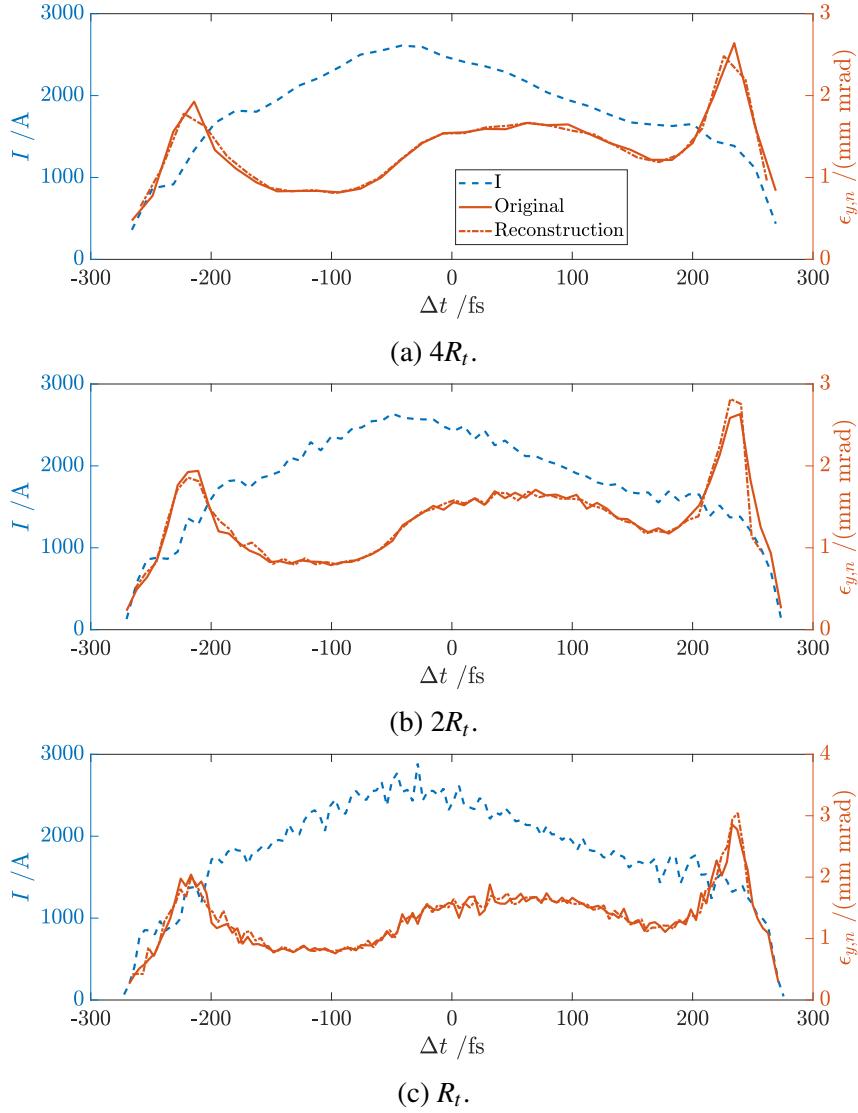 3000
2000
1000
0
I /A
3
2
1
0
ϵy,n /(mm mrad)
I
Original
Reconstruction
-300 -200 -100 0 100 200 300
Δt /fs
(a) 4Rt.
3000
2000
1000
0
I /A
3
2
1
0
ϵy,n /(mm mrad)
-300 -200 -100 0 100 200 300
Δt /fs
(b) 2Rt.
3000
2000
1000
0
I /A
4
3
2
1
0
ϵy,n /(mm mrad)
-300 -200 -100 0 100 200 300
Δt /fs
(c) Rt.